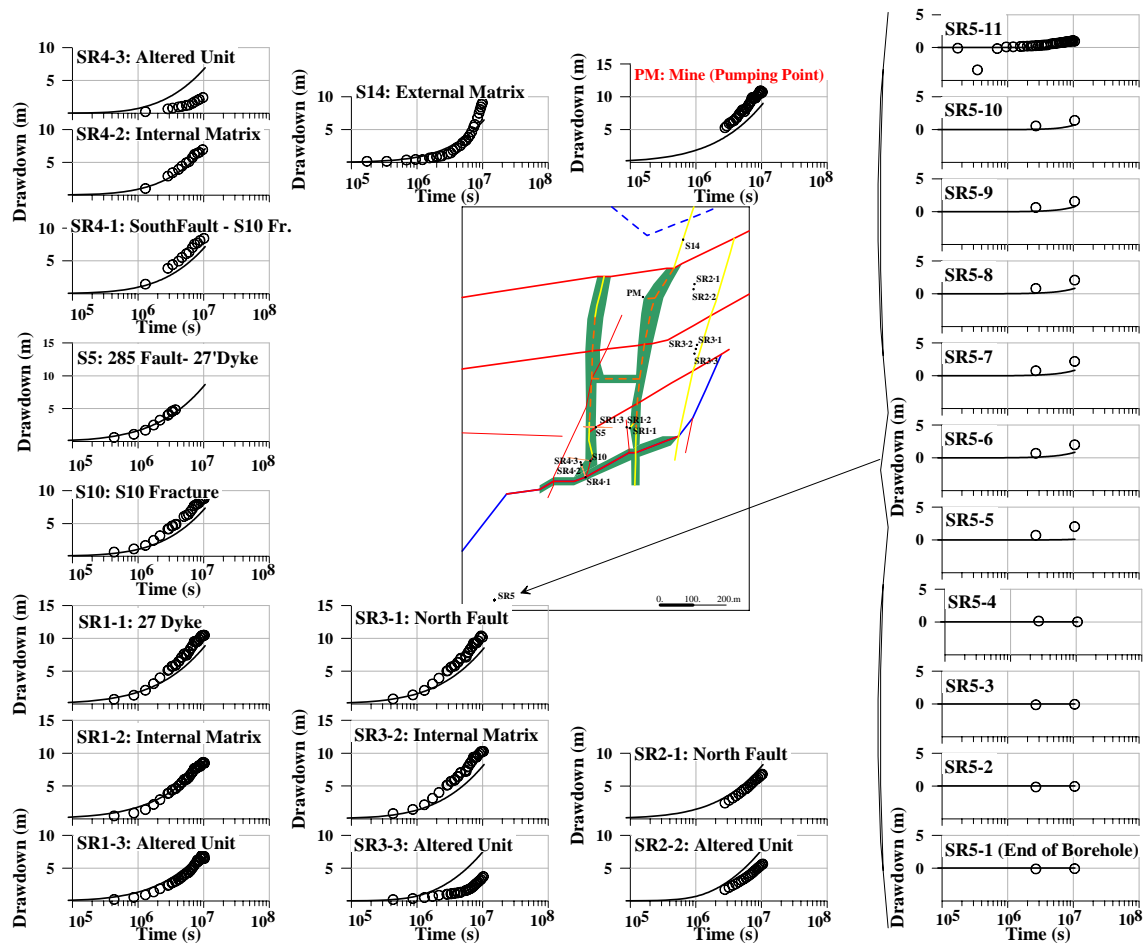 SR4-3: Altered Unit
10
5
SR4-2: Internal Matrix
10
5
SR4-1: SouthFault - S10 Fr.
10
5
Drawdown (m)
10⁵ 10⁶ 10⁷ 10⁸
Time (s)
S5: 285 Fault- 27'Dyke
15
10
5
Drawdown (m)
10⁵ 10⁶ 10⁷ 10⁸
Time (s)
S10: S10 Fracture
10
5
Drawdown (m)
10⁵ 10⁶ 10⁷ 10⁸
Time (s)
SR1-1: 27 Dyke
15
10
5
Drawdown (m)
SR1-2: Internal Matrix
15
10
5
SR1-3: Altered Unit
10
5
Drawdown (m)
10⁵ 10⁶ 10⁷ 10⁸
Time (s)
S14: External Matrix
10
5
Drawdown (m)
10⁵ 10⁶ 10⁷ 10⁸
Time (s)
PM: Mine (Pumping Point)
15
10
5
Drawdown (m)
10⁵ 10⁶ 10⁷ 10⁸
Time (s)
S14
SR2-1
SR2-2
PM
SR3-1
SR3-2
SR3-3
SR1-3
SR1-2
SR1-1
S5
S10
SR4-3
SR4-2
SR4-1
SR5
0. 100. 200.m
SR3-1: North Fault
15
10
5
SR3-2: Internal Matrix
15
10
5
Drawdown (m)
SR3-3: Altered Unit
10
5
10⁵ 10⁶ 10⁷ 10⁸
Time (s)
SR2-1: North Fault
10
5
Drawdown (m)
SR2-2: Altered Unit
10
5
10⁵ 10⁶ 10⁷ 10⁸
Time (s)
SR5-11
5
0
SR5-10
5
0
SR5-9
5
0
SR5-8
5
0
SR5-7
5
0
SR5-6
5
0
Drawdown (m)
SR5-5
5
0
SR5-4
5
0
SR5-3
5
0
SR5-2
5
0
SR5-1 (End of Borehole)
5
0
Drawdown (m)
10⁵ 10⁶ 10⁷ 10⁸
Time (s)